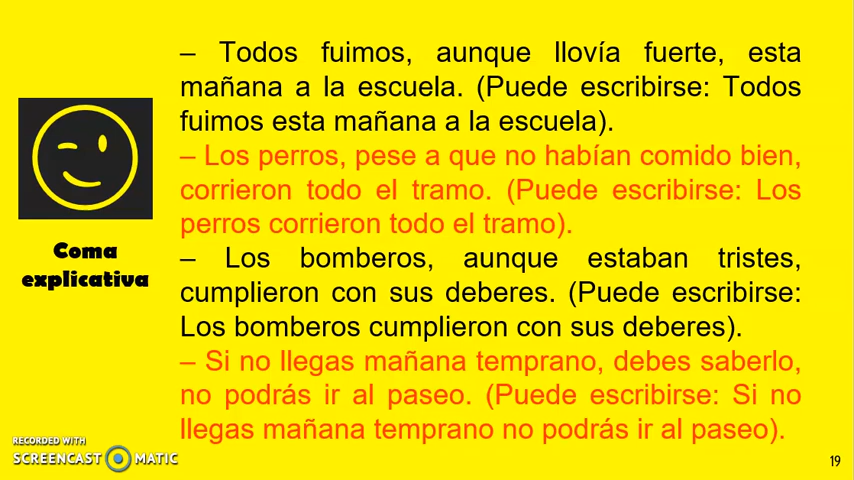 – Todos fuimos, aunque llovía fuerte, esta
mañana a la escuela. (Puede escribirse: Todos
fuimos esta mañana a la escuela).
– Los perros, pese a que no habían comido bien,
corrieron todo el tramo. (Puede escribirse: Los
perros corrieron todo el tramo).
– Los bomberos, aunque estaban tristes,
cumplieron con sus deberes. (Puede escribirse:
Los bomberos cumplieron con sus deberes).
– Si no llegas mañana temprano, debes saberlo,
no podrás ir al paseo. (Puede escribirse: Si no
llegas mañana temprano no podrás ir al paseo).
Coma
explicativa
RECORDED WITH
SCREENCAST MATIC
19